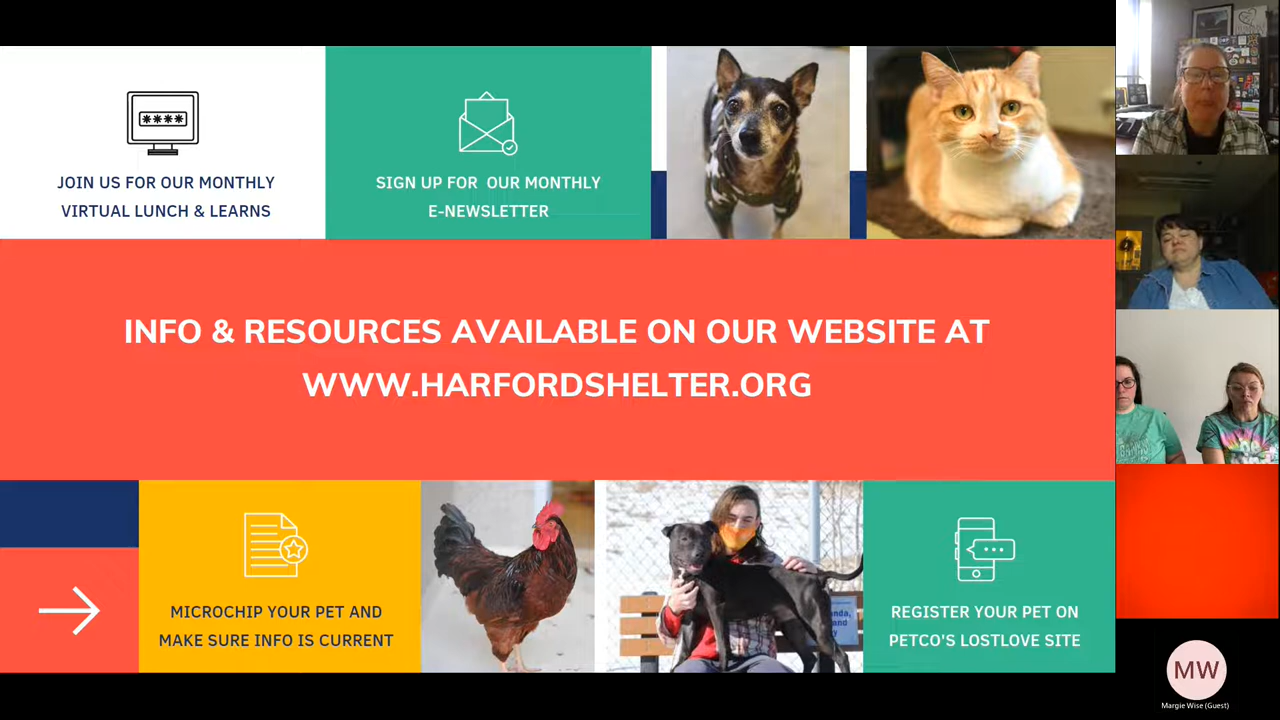 JOIN US FOR OUR MONTHLY
VIRTUAL LUNCH & LEARNS
SIGN UP FOR OUR MONTHLY
E-NEWSLETTER
INFO & RESOURCES AVAILABLE ON OUR WEBSITE AT
WWW.HARFORDSHELTER.ORG
MICROCHIP YOUR PET AND
MAKE SURE INFO IS CURRENT
REGISTER YOUR PET ON
PETCO'S LOSTLOVE SITE
MW
Margie Wise (Guest)